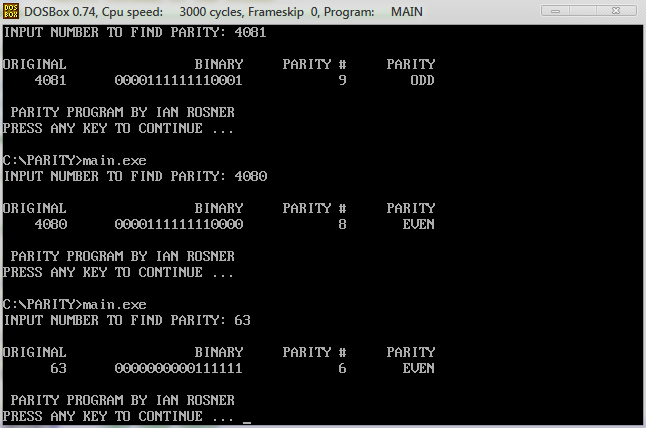 DOSBox 0.74, Cpu speed: 3000 cycles, Frameskip 0, Program: MAIN
INPUT NUMBER TO FIND PARITY: 4081
ORIGINAL BINARY PARITY # PARITY
4081 0000111111110001 9 ODD
PARITY PROGRAM BY IAN ROSNER
PRESS ANY KEY TO CONTINUE ...
C:\PARITY>main.exe
INPUT NUMBER TO FIND PARITY: 4080
ORIGINAL BINARY PARITY # PARITY
4080 0000111111110000 8 EVEN
PARITY PROGRAM BY IAN ROSNER
PRESS ANY KEY TO CONTINUE ...
C:\PARITY>main.exe
INPUT NUMBER TO FIND PARITY: 63
ORIGINAL BINARY PARITY # PARITY
63 0000000000111111 6 EVEN
PARITY PROGRAM BY IAN ROSNER
PRESS ANY KEY TO CONTINUE ... _